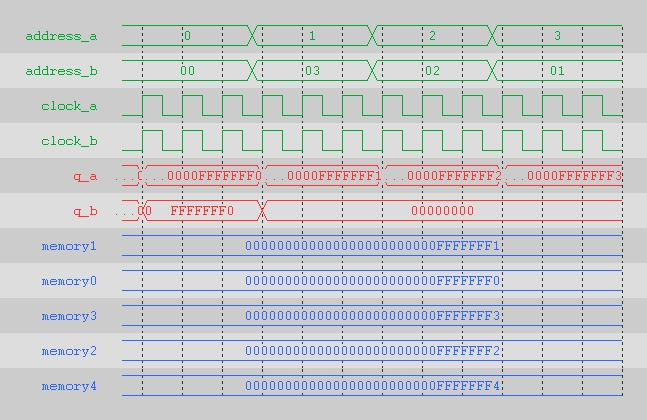 address_a 0 1 2 3
address_b 00 03 02 01
clock_a
clock_b
q_a ...C ...0000FFFFFFF0 ...0000FFFFFFF1 ...0000FFFFFFF2 ...0000FFFFFFF3
q_b ...00 FFFFFFF0 00000000
memory1 000000000000000000000000FFFFFFF1
memory0 000000000000000000000000FFFFFFF0
memory3 000000000000000000000000FFFFFFF3
memory2 000000000000000000000000FFFFFFF2
memory4 000000000000000000000000FFFFFFF4